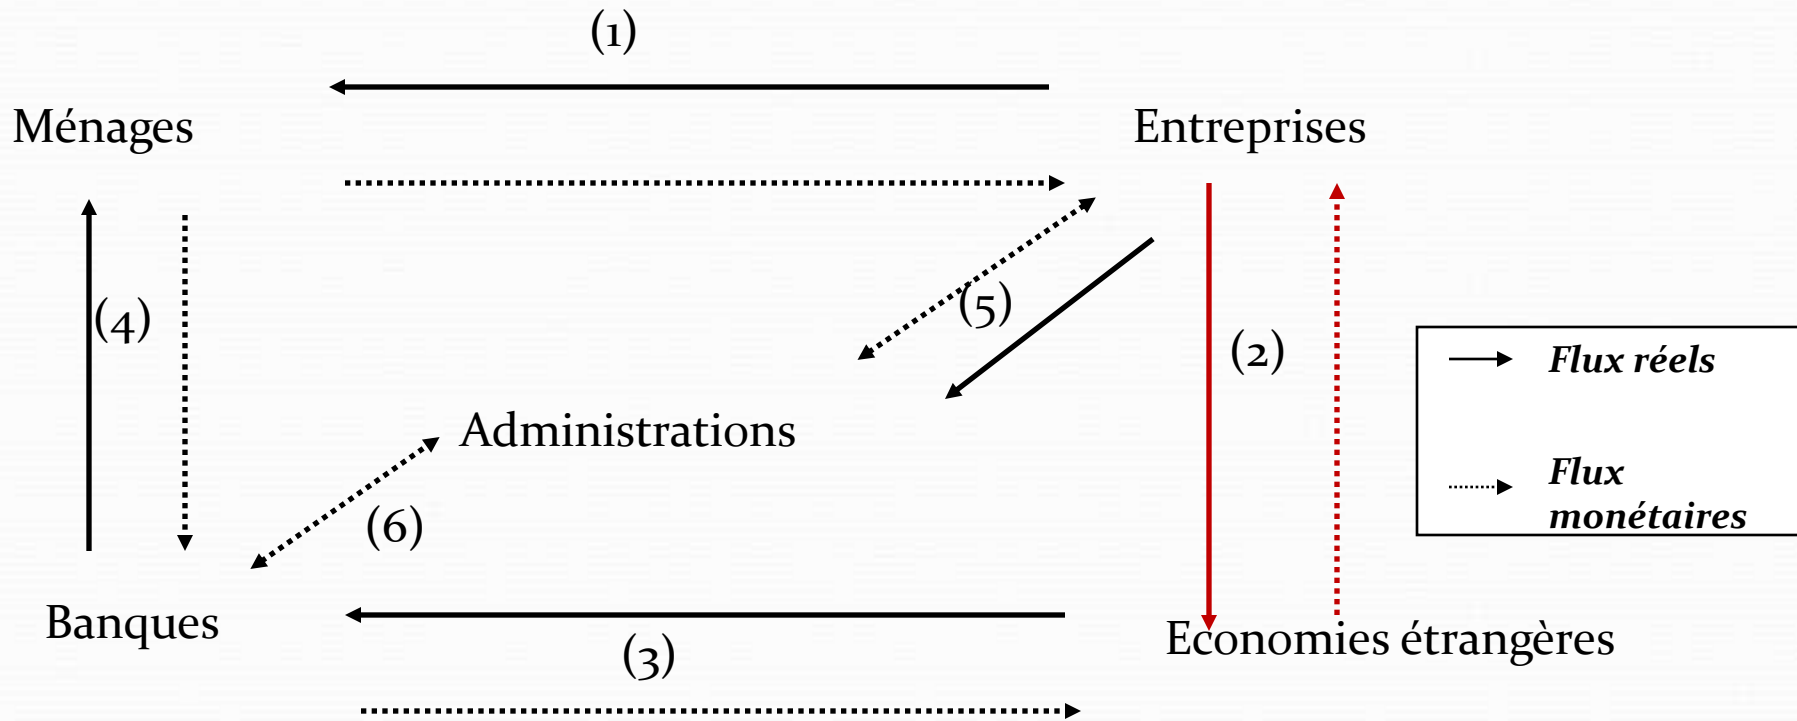 (1)
Ménages
Entreprises
(4)
(5)
(2)
Flux réels
Administrations
Flux
monétaires
(6)
Banques
Economies étrangères
(3)